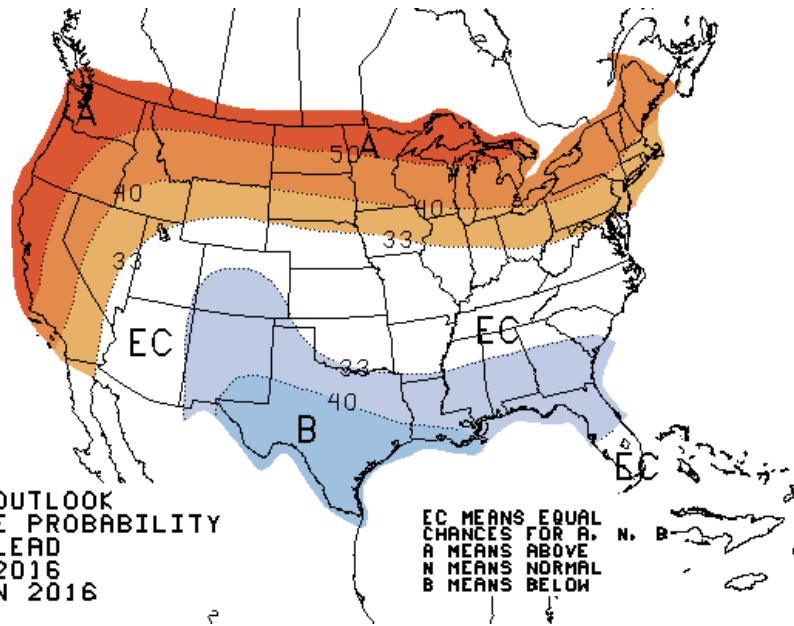 A
A
50
40
40
33
33
EC
EC
33
40
B
EC
OUTLOOK
E PROBABILITY
LEAD
2016
N 2016
EC MEANS EQUAL
CHANCES FOR A, N, B
A MEANS ABOVE
N MEANS NORMAL
B MEANS BELOW